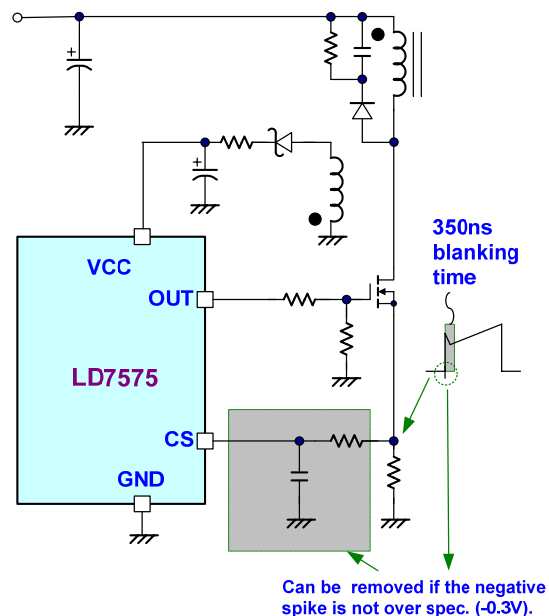 350ns
blanking
time
VCC
OUT
LD7575
CS
GND
+
+
Can be removed if the negative
spike is not over spec. (-0.3V).